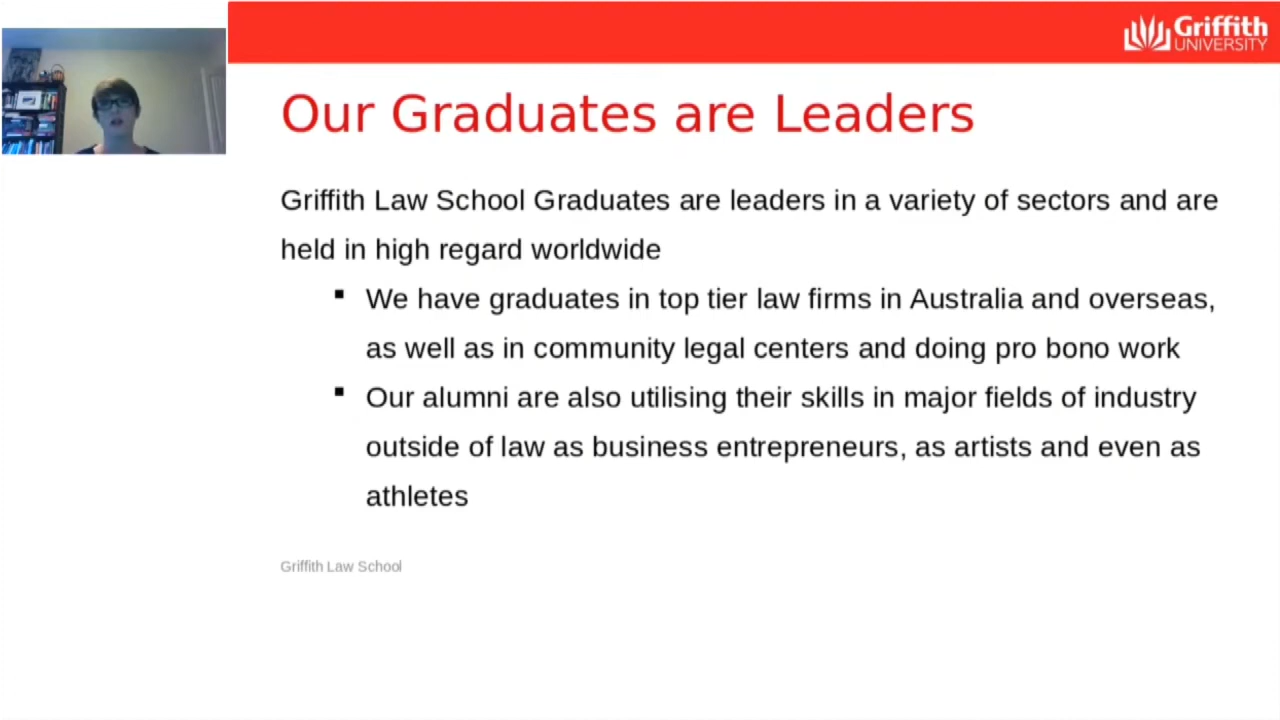 Griffith
UNIVERSITY
Our Graduates are Leaders
Griffith Law School Graduates are leaders in a variety of sectors and are
held in high regard worldwide
▪ We have graduates in top tier law firms in Australia and overseas,
as well as in community legal centers and doing pro bono work
▪ Our alumni are also utilising their skills in major fields of industry
outside of law as business entrepreneurs, as artists and even as
athletes
Griffith Law School